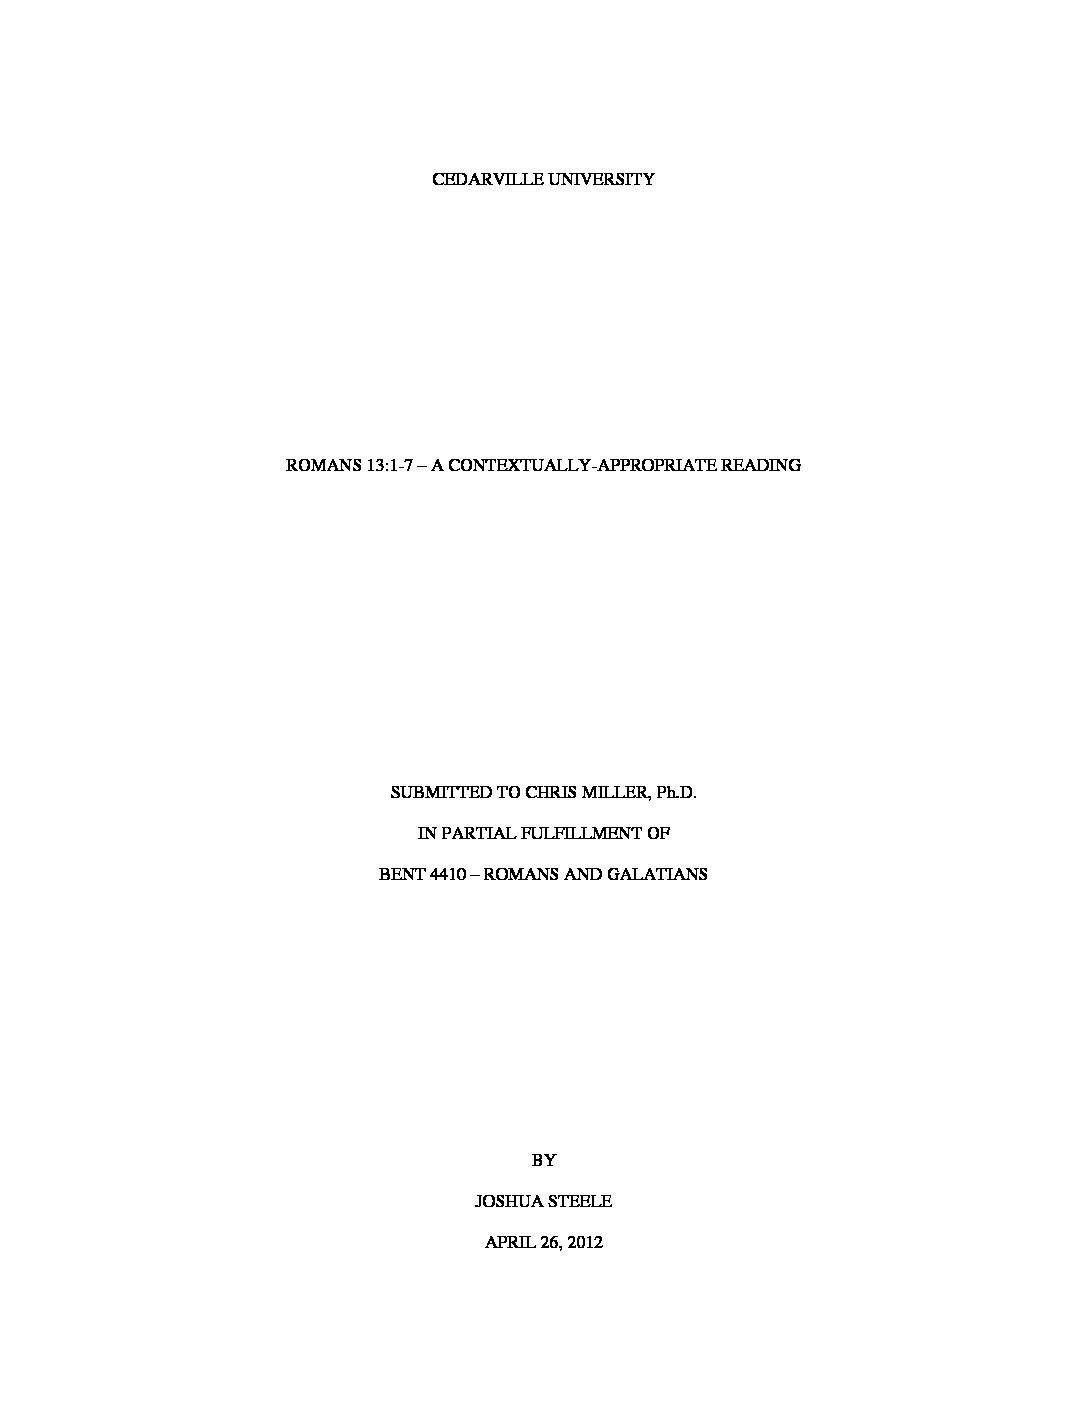 CEDARVILLE UNIVERSITY
ROMANS 13:1-7 – A CONTEXTUALLY-APPROPRIATE READING
SUBMITTED TO CHRIS MILLER, Ph.D.
IN PARTIAL FULFILLMENT OF
BENT 4410 – ROMANS AND GALATIANS
BY
JOSHUA STEELE
APRIL 26, 2012